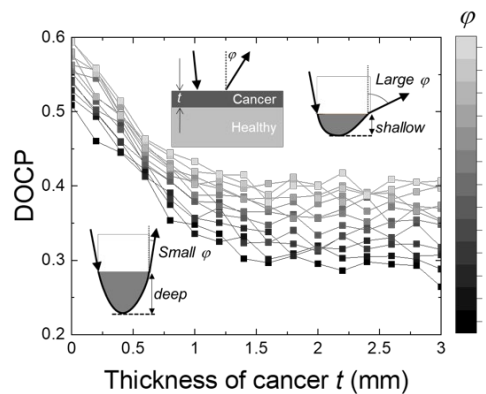 φ
0.6
0.5
0.4
0.3
0.2
DOCP
φ
t
Cancer
Healthy
Large φ
shallow
Small φ
deep
0
0.5
1
1.5
2
2.5
3
Thickness of cancer t (mm)